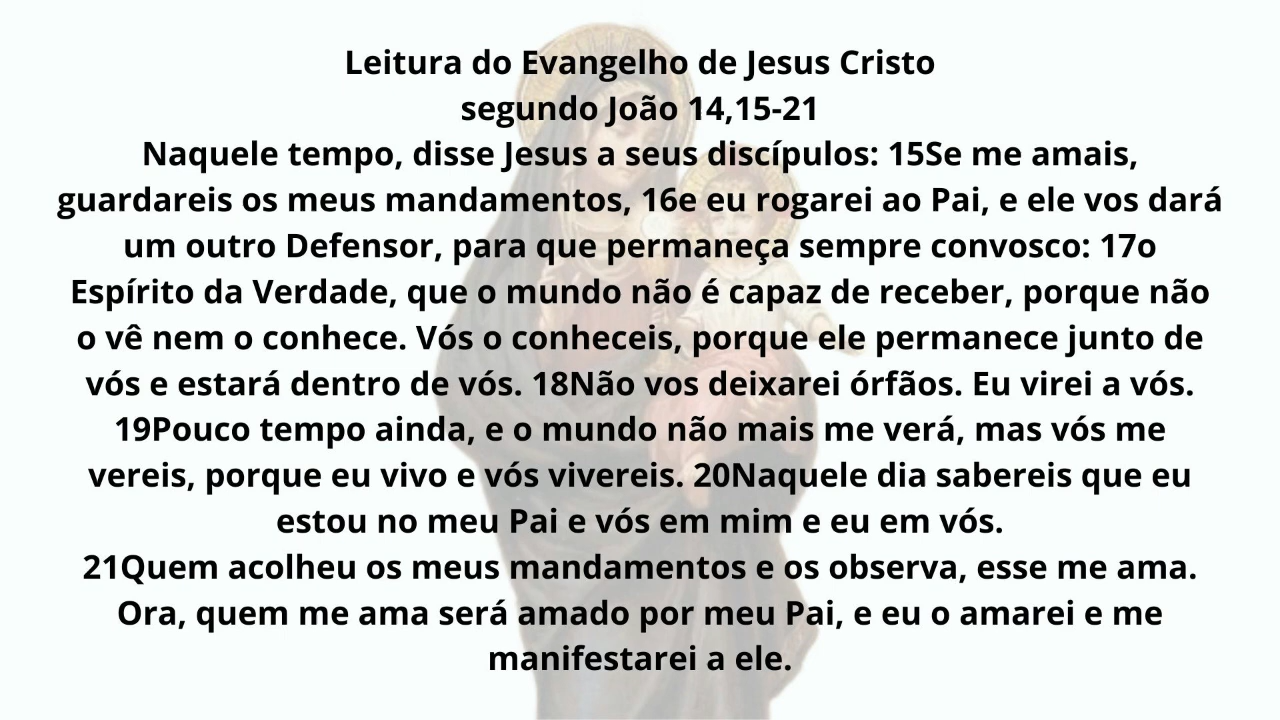 Leitura do Evangelho de Jesus Cristo
segundo João 14,15-21
Naquele tempo, disse Jesus a seus discípulos: 15Se me amais,
guardareis os meus mandamentos, 16e eu rogarei ao Pai, e ele vos dará
um outro Defensor, para que permaneça sempre convosco: 17o
Espírito da Verdade, que o mundo não é capaz de receber, porque não
o vê nem o conhece. Vós o conheceis, porque ele permanece junto de
vós e estará dentro de vós. 18Não vos deixarei órfãos. Eu virei a vós.
19Pouco tempo ainda, e o mundo não mais me verá, mas vós me
vereis, porque eu vivo e vós vivereis. 20Naquele dia sabereis que eu
estou no meu Pai e vós em mim e eu em vós.
21Quem acolheu os meus mandamentos e os observa, esse me ama.
Ora, quem me ama será amado por meu Pai, e eu o amarei e me
manifestarei a ele.